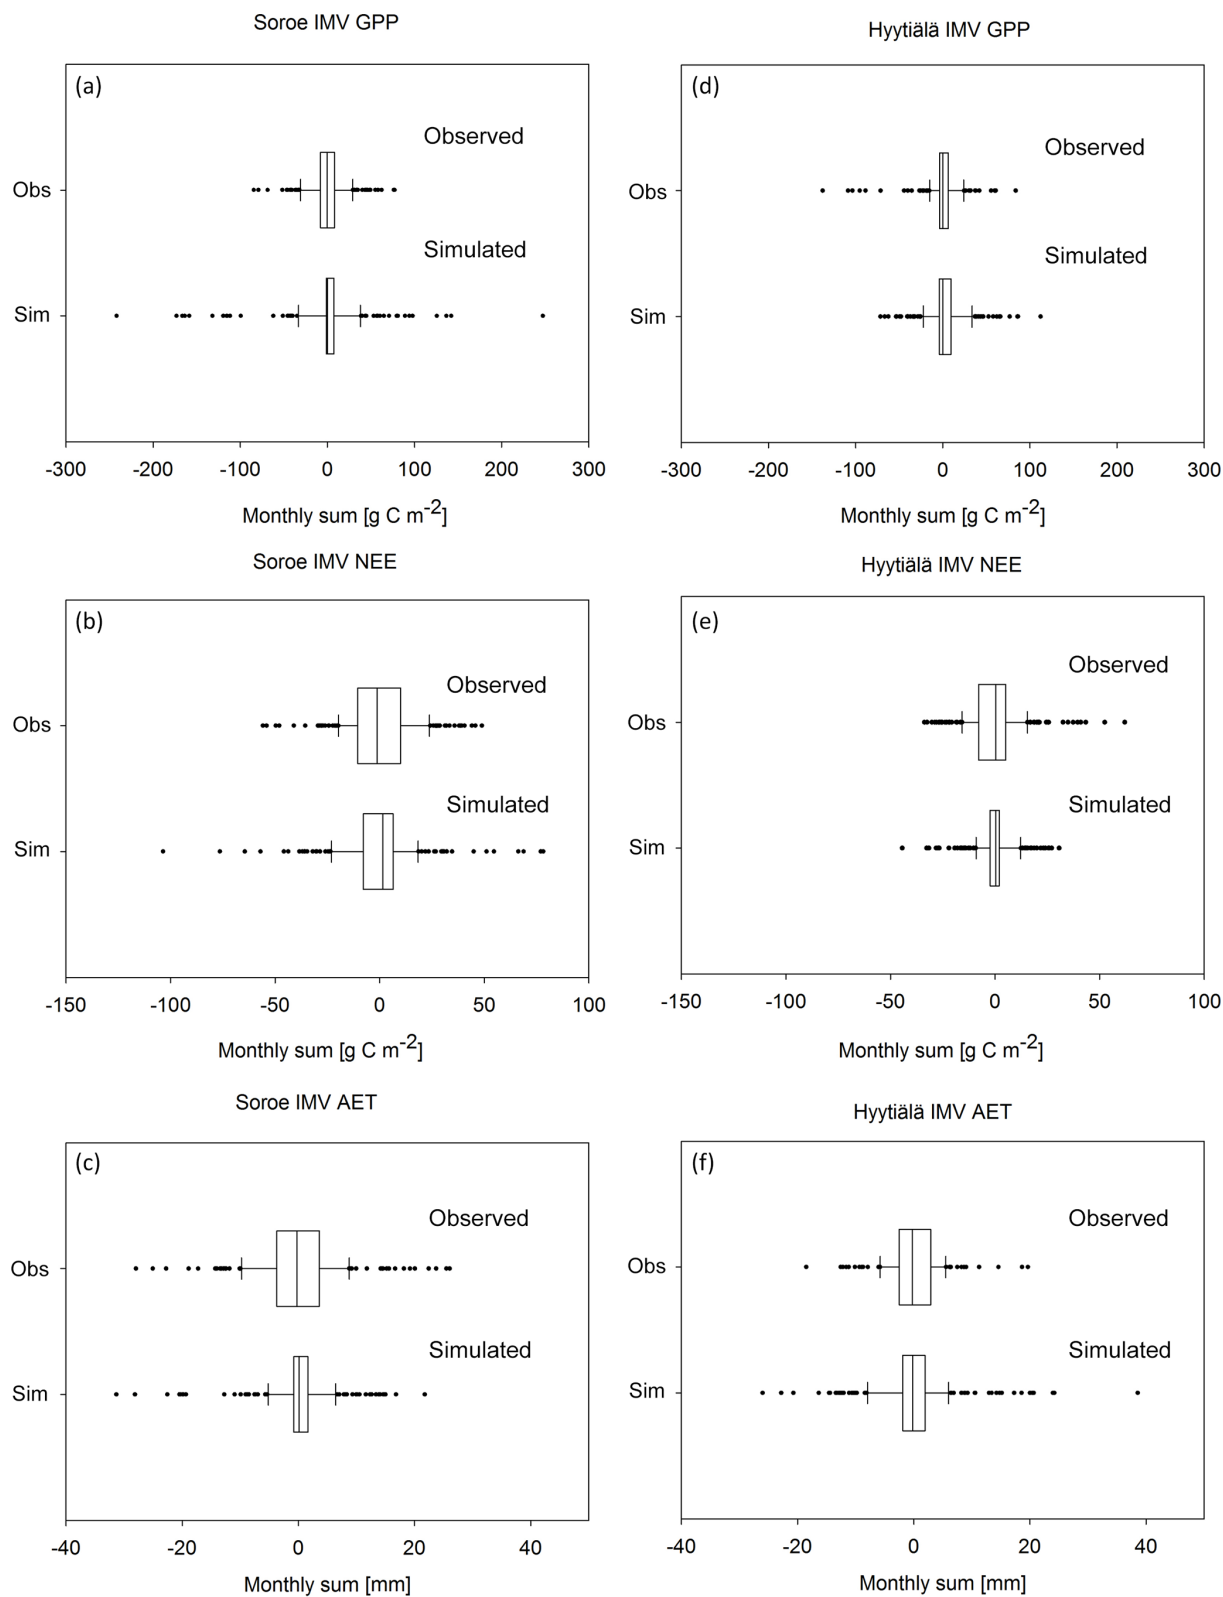 Soroe IMV GPP
(a)
Observed
Obs
Simulated
Sim
-300 -200 -100 0 100 200 300
Monthly sum [g C m-2]
Hyytiälä IMV GPP
(d)
Observed
Obs
Simulated
Sim
-300 -200 -100 0 100 200 300
Monthly sum [g C m-2]
Soroe IMV NEE
(b)
Observed
Obs
Simulated
Sim
-150 -100 -50 0 50 100
Monthly sum [g C m-2]
Hyytiälä IMV NEE
(e)
Observed
Obs
Simulated
Sim
-150 -100 -50 0 50 100
Monthly sum [g C m-2]
Soroe IMV AET
(c)
Observed
Obs
Simulated
Sim
-40 -20 0 20 40
Monthly sum [mm]
Hyytiälä IMV AET
(f)
Observed
Obs
Simulated
Sim
-40 -20 0 20 40
Monthly sum [mm]